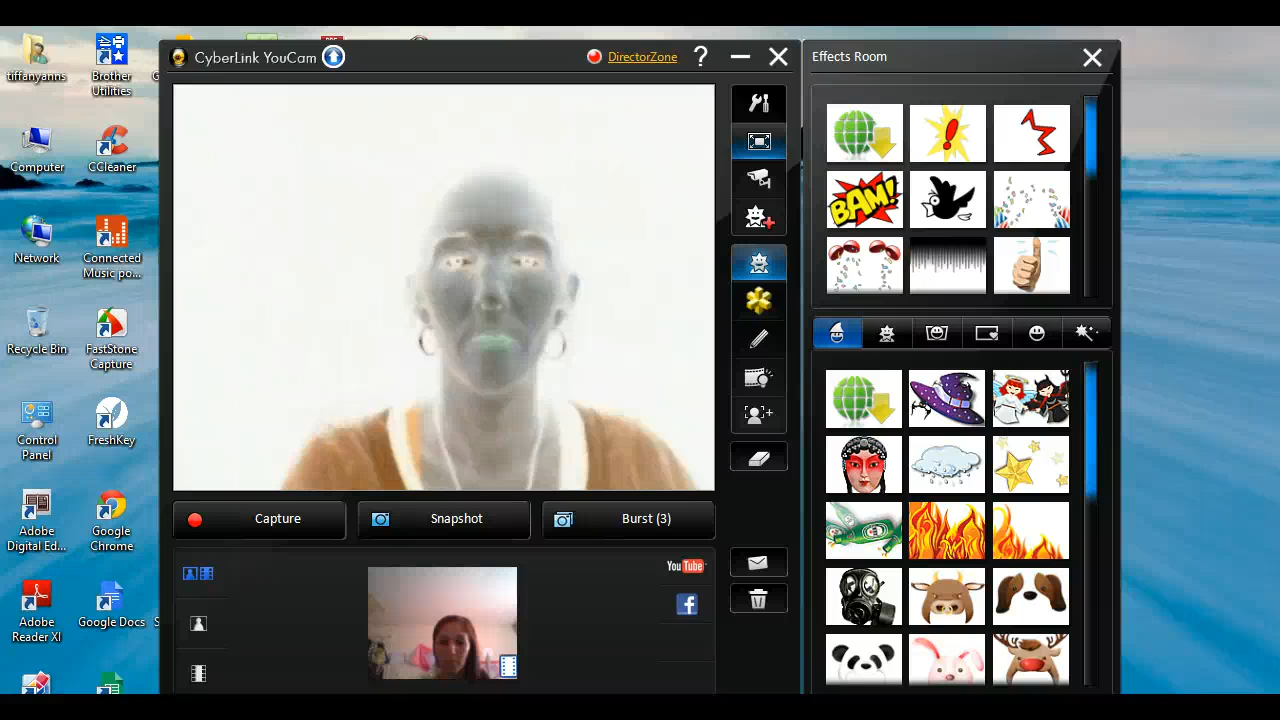 CyberLink YouCam
DirectorZone
?
Effects Room
tiffanyanns
Brother
Utilities
Computer
CCleaner
BAM!
Network
Connected
Music po...
Recycle Bin
FastStone
Capture
Control
Panel
FreshKey
Capture
Snapshot
Burst (3)
Adobe
Digital Ed...
Google
Chrome
YouTube
f
Adobe
Reader XI
Google Docs